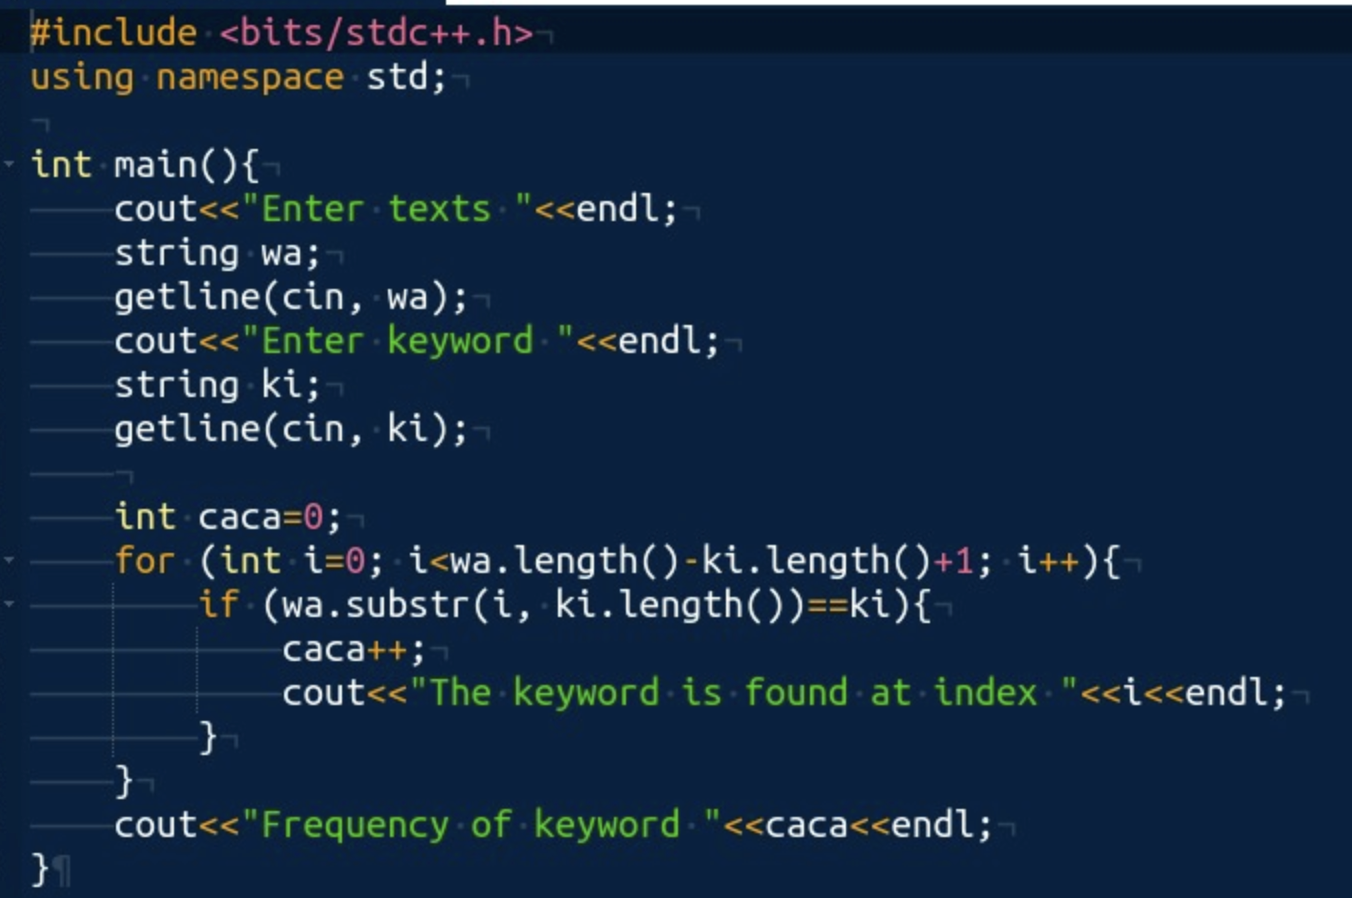 #include <bits/stdc++.h>
using namespace std;

int main(){
    cout<<"Enter texts "<<endl;
    string wa;
    getline(cin, wa);
    cout<<"Enter keyword "<<endl;
    string ki;
    getline(cin, ki);

    int caca=0;
    for (int i=0; i<wa.length()-ki.length()+1; i++){
        if (wa.substr(i, ki.length())==ki){
            caca++;
            cout<<"The keyword is found at index "<<i<<endl;
        }
    }
    cout<<"Frequency of keyword "<<caca<<endl;
}